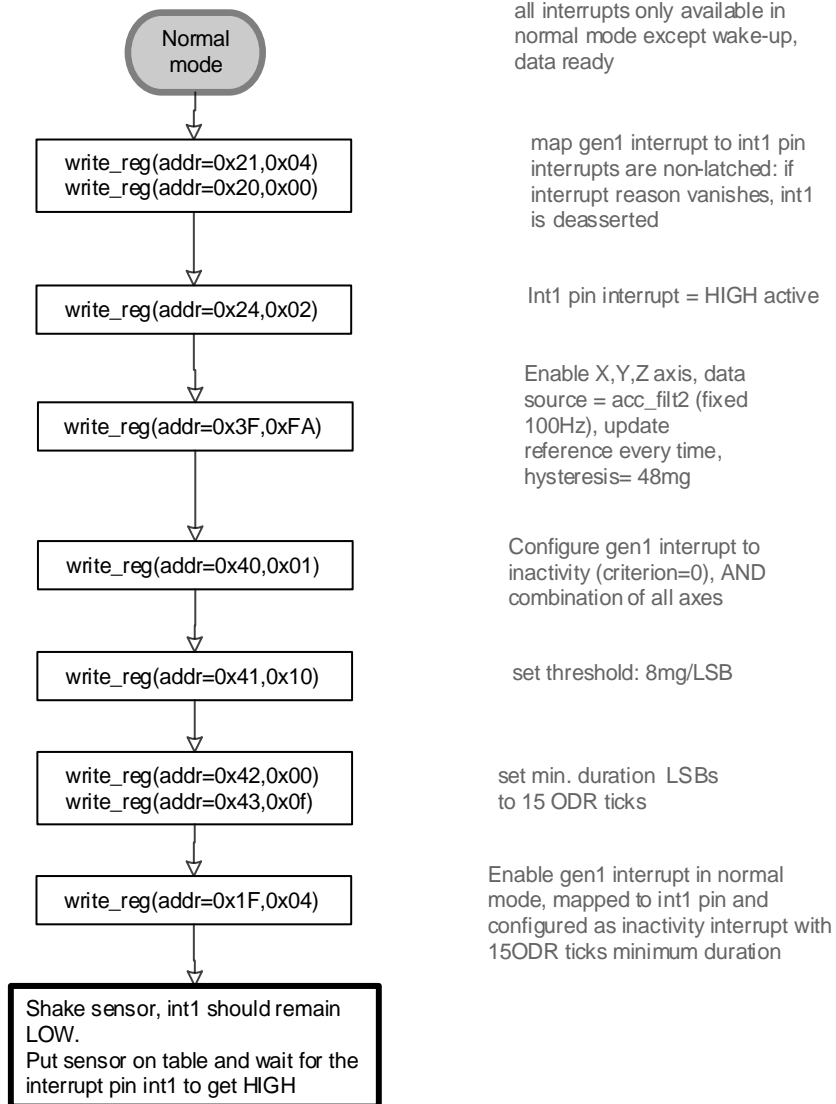 all interrupts only available in
normal mode except wake-up,
data ready
Normal
mode
write_reg(addr=0x21,0x04)
write_reg(addr=0x20,0x00)
map gen1 interrupt to int1 pin
interrupts are non-latched: if
interrupt reason vanishes, int1
is deasserted
write_reg(addr=0x24,0x02)
Int1 pin interrupt = HIGH active
write_reg(addr=0x3F,0xFA)
Enable X,Y,Z axis, data
source = acc_filt2 (fixed
100Hz), update
reference every time,
hysteresis= 48mg
write_reg(addr=0x40,0x01)
Configure gen1 interrupt to
inactivity (criterion=0), AND
combination of all axes
write_reg(addr=0x41,0x10)
set threshold: 8mg/LSB
write_reg(addr=0x42,0x00)
write_reg(addr=0x43,0x0f)
set min. duration LSBs
to 15 ODR ticks
write_reg(addr=0x1F,0x04)
Enable gen1 interrupt in normal
mode, mapped to int1 pin and
configured as inactivity interrupt with
15ODR ticks minimum duration
Shake sensor, int1 should remain
LOW.
Put sensor on table and wait for the
interrupt pin int1 to get HIGH